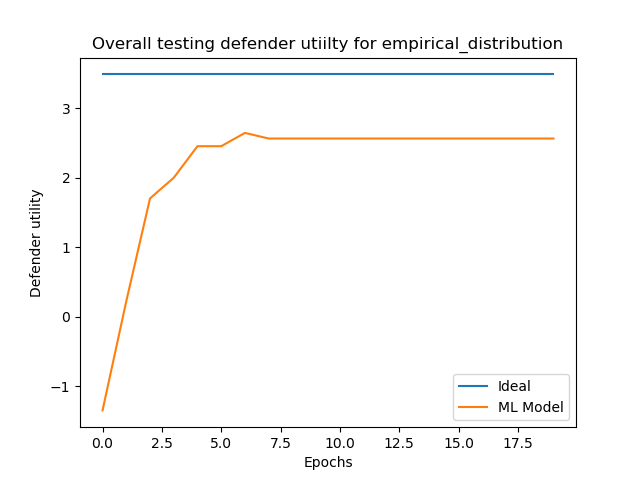 Overall testing defender utiilty for empirical_distribution
Defender utility
3
2
1
0
−1
0.0 2.5 5.0 7.5 10.0 12.5 15.0 17.5
Epochs
Ideal
ML Model